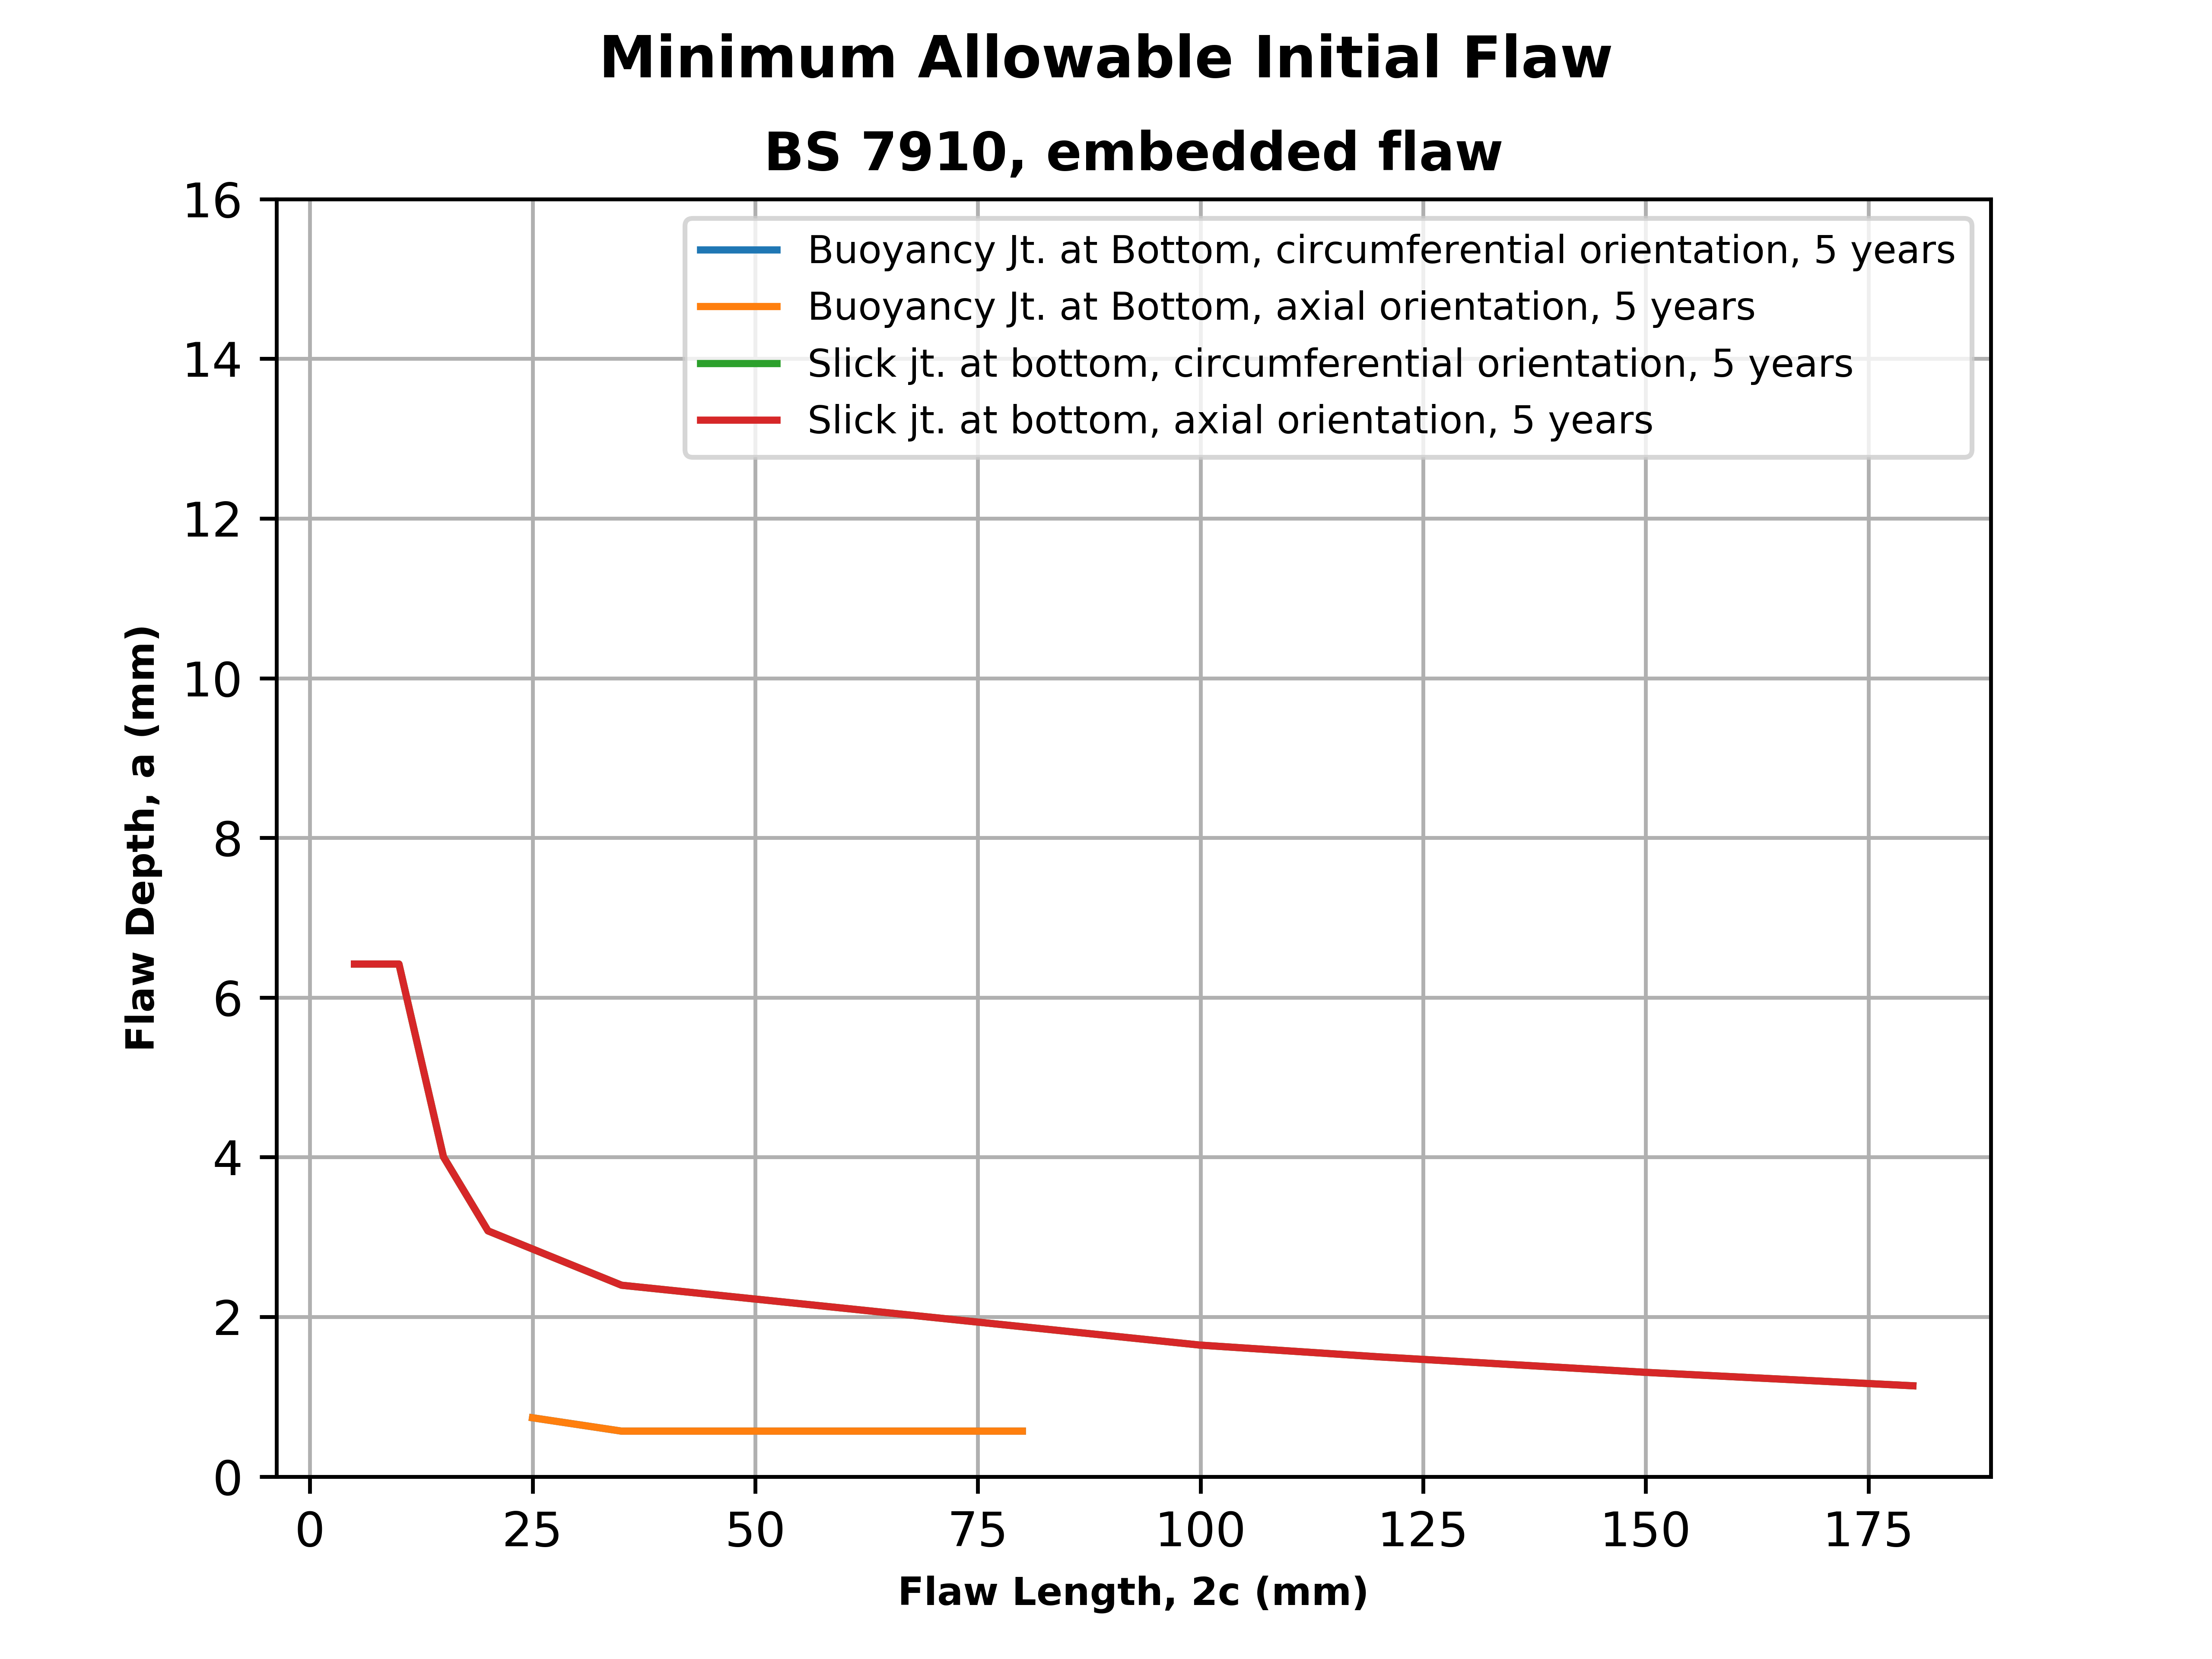 Minimum Allowable Initial Flaw
BS 7910, embedded flaw
Buoyancy Jt. at Bottom, circumferential orientation, 5 years
Buoyancy Jt. at Bottom, axial orientation, 5 years
Slick jt. at bottom, circumferential orientation, 5 years
Slick jt. at bottom, axial orientation, 5 years
16
14
12
10
8
6
4
2
0
Flaw Depth, a (mm)
0 25 50 75 100 125 150 175
Flaw Length, 2c (mm)